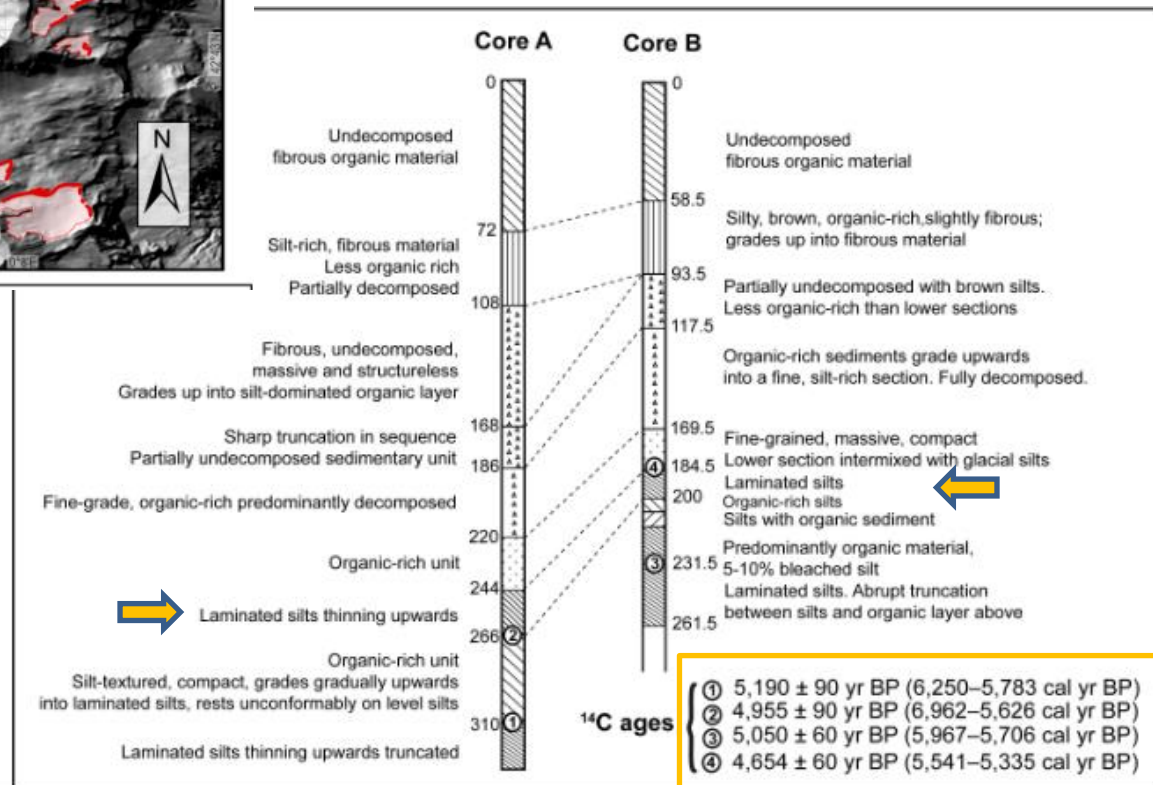 N
Core A
Core B
0
Undecomposed
fibrous organic material
72
Silt-rich, fibrous material
Less organic rich
Partially decomposed
108
Fibrous, undecomposed,
massive and structureless
Grades up into silt-dominated organic layer
168
Sharp truncation in sequence
Partially undecomposed sedimentary unit
186
Fine-grade, organic-rich predominantly decomposed
220
Organic-rich unit
244
Laminated silts thinning upwards
266
②
Organic-rich unit
Silt-textured, compact, grades gradually upwards
into laminated silts, rests unconformably on level silts
310
①
Laminated silts thinning upwards truncated
0
Undecomposed
fibrous organic material
58.5
Silty, brown, organic-rich,slightly fibrous;
grades up into fibrous material
93.5
Partially undecomposed with brown silts.
Less organic-rich than lower sections
117.5
Organic-rich sediments grade upwards
into a fine, silt-rich section. Fully decomposed.
169.5
Fine-grained, massive, compact
Lower section intermixed with glacial silts
④
184.5
Laminated silts
200
Organic-rich silts
Silts with organic sediment
Predominantly organic material,
③
231.5
5-10% bleached silt
Laminated silts. Abrupt truncation
between silts and organic layer above
261.5
¹⁴C ages
① 5,190 ± 90 yr BP (6,250–5,783 cal yr BP)
② 4,955 ± 90 yr BP (6,962–5,626 cal yr BP)
③ 5,050 ± 60 yr BP (5,967–5,706 cal yr BP)
④ 4,654 ± 60 yr BP (5,541–5,335 cal yr BP)